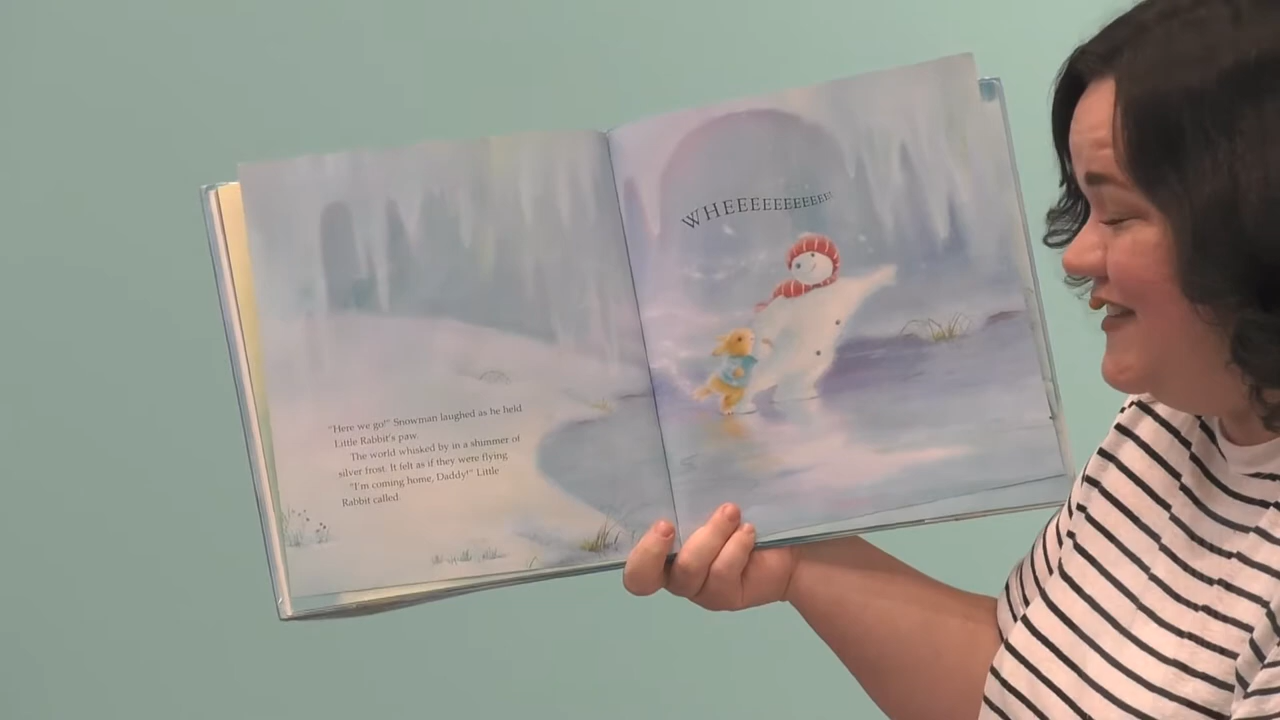 "Here we go!" Snowman laughed as he held
Little Rabbit's paw.
The world whisked by in a shimmer of
silver frost. It felt as if they were flying.
"I'm coming home, Daddy!" Little
Rabbit called.
WHEEEEEEEEEEE!